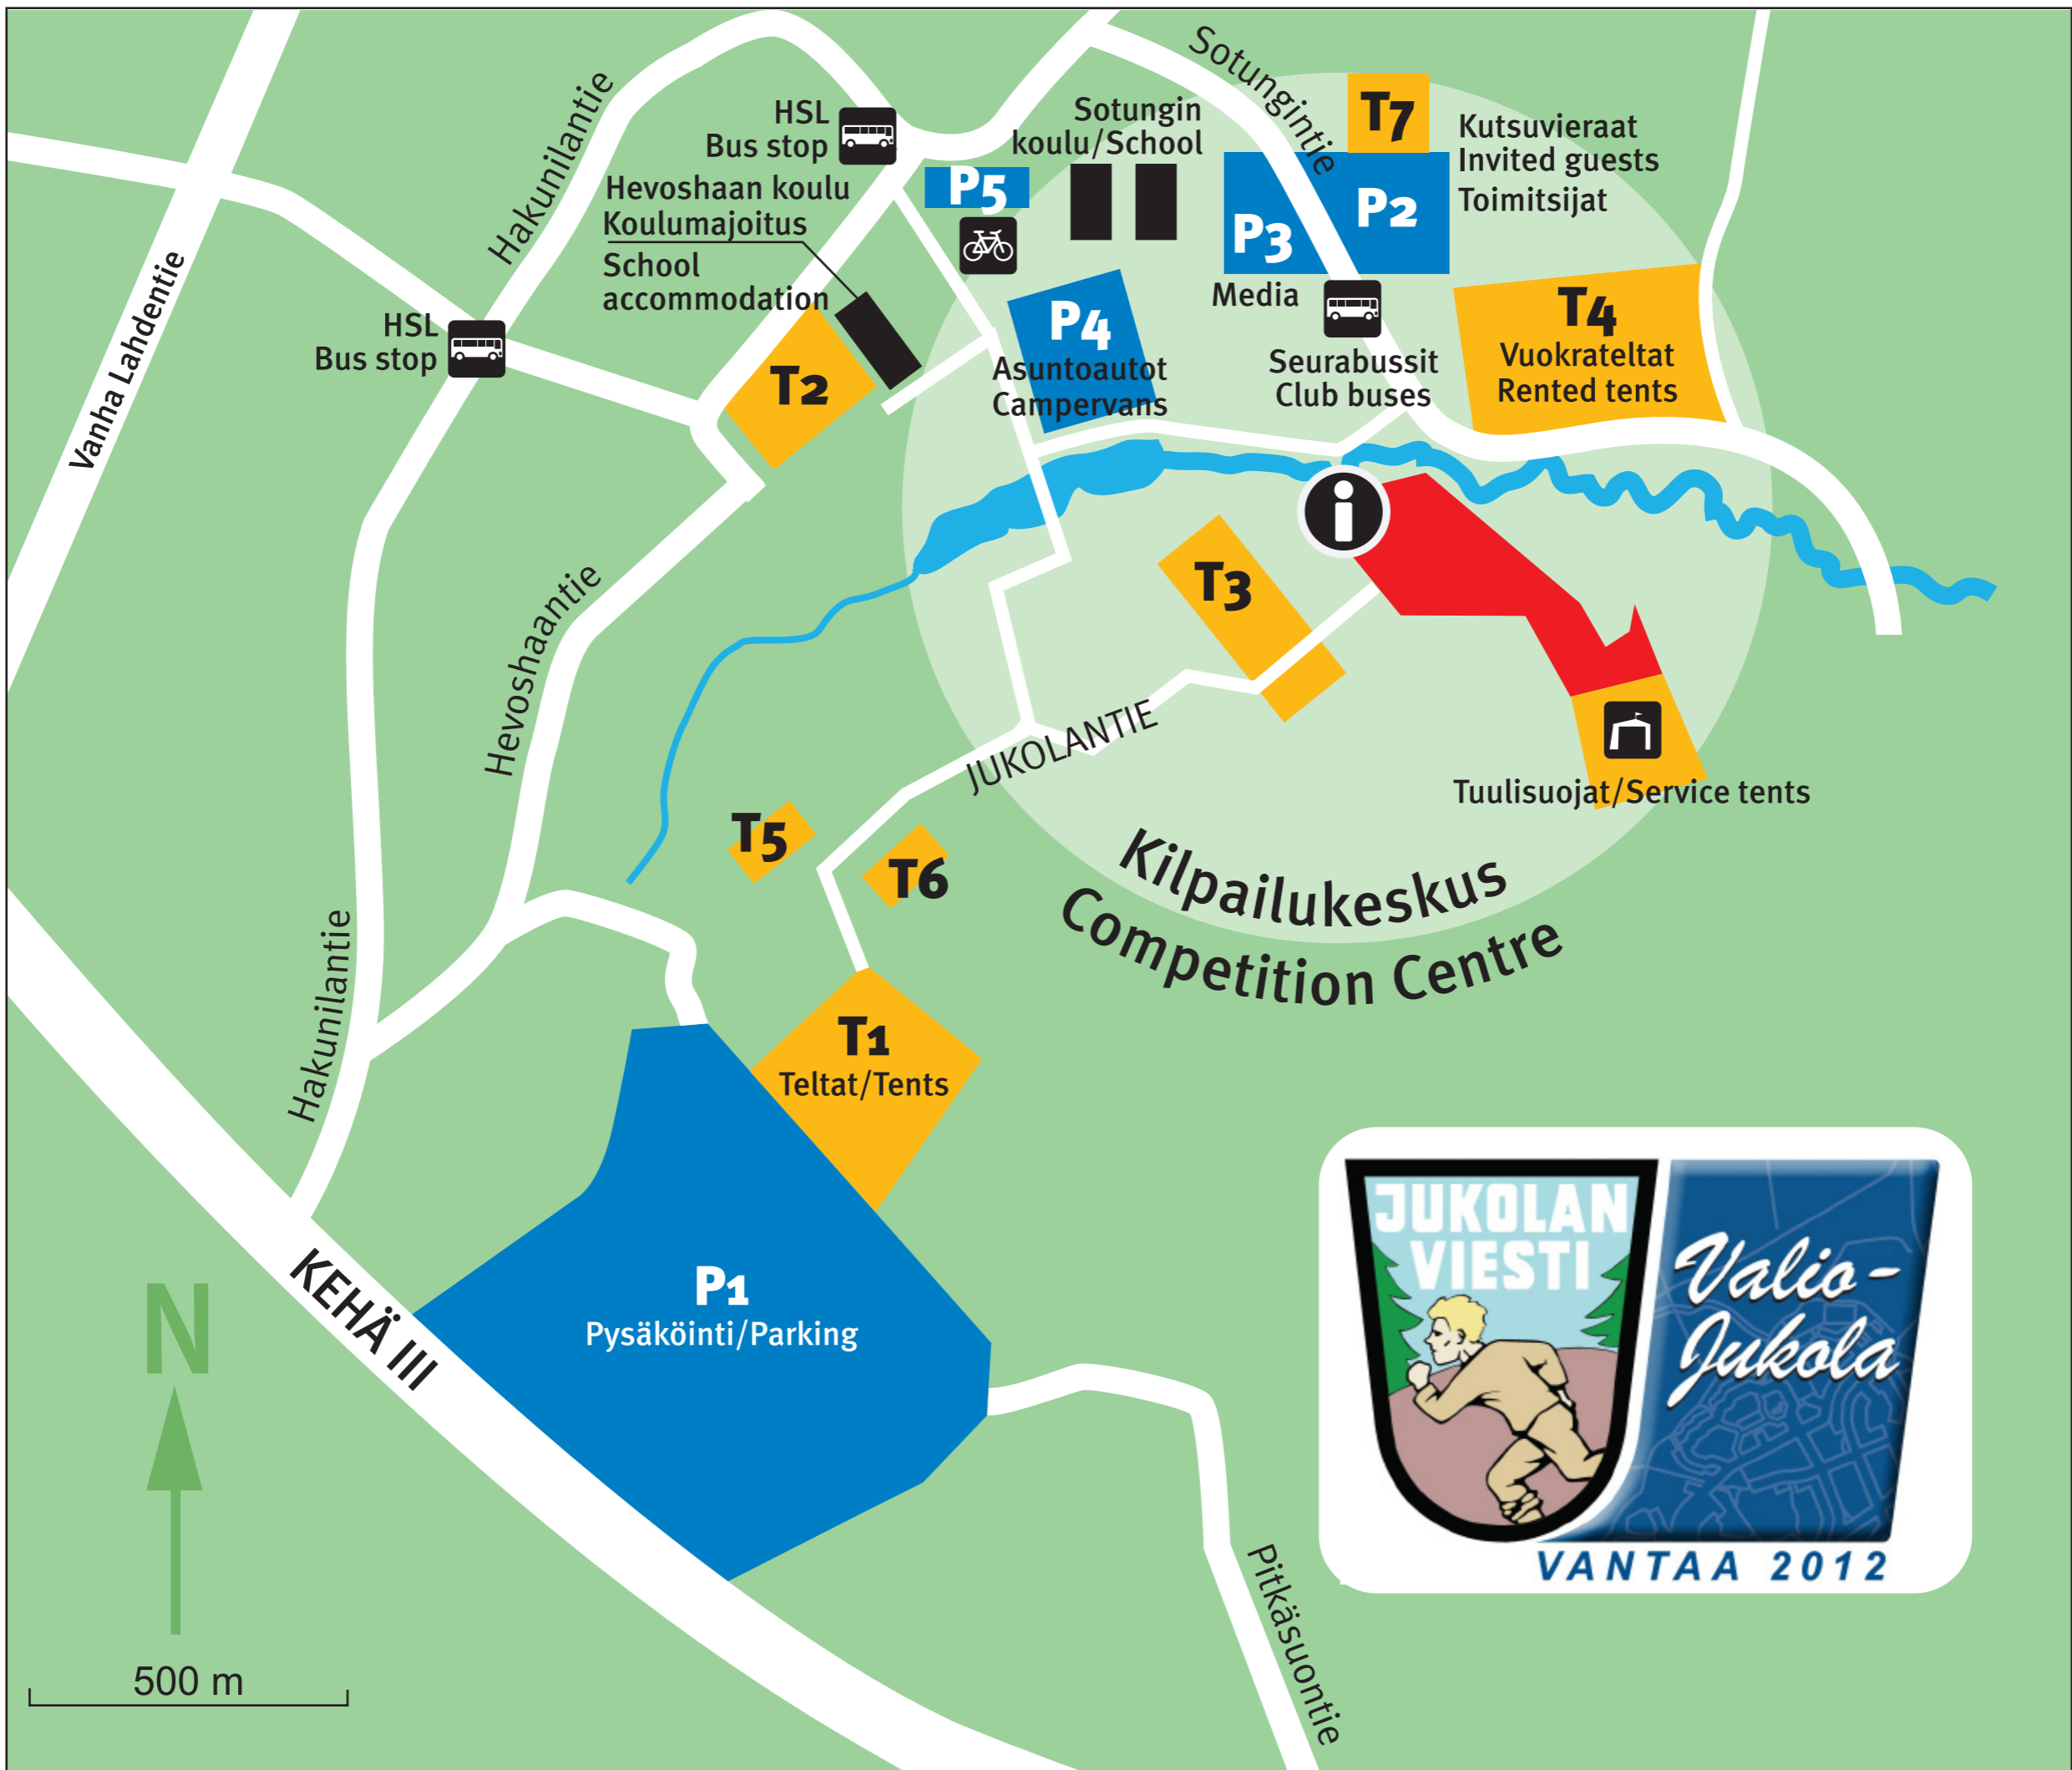 Sotungintie
T7
HSL
Bus stop
Sotungin
koulu/School
Kutsuvieraat
Invited guests
Toimitsijat
Hakunilantie
P5
P2
P3
Hevoshaan koulu
Koulumajoitus
School
accommodation
Media
T4
Vuokrateltat
Rented tents
P4
Asuntoautot
Campervans
Seurabussit
Club buses
HSL
Bus stop
Vanha Lahdentie
T2
i
T3
Hevoshaantie
JUKOLANTIE
Tuulisuojat/Service tents
T5
T6
Kilpailukeskus
Competition Centre
Hakunilantie
T1
Teltat/Tents
P1
Pysäköinti/Parking
KEHÄ IIII
N
500 m
Pitkäsuontie
JUKOLAN
VIESTI
Valio-
Jukola
VANTAA 2012